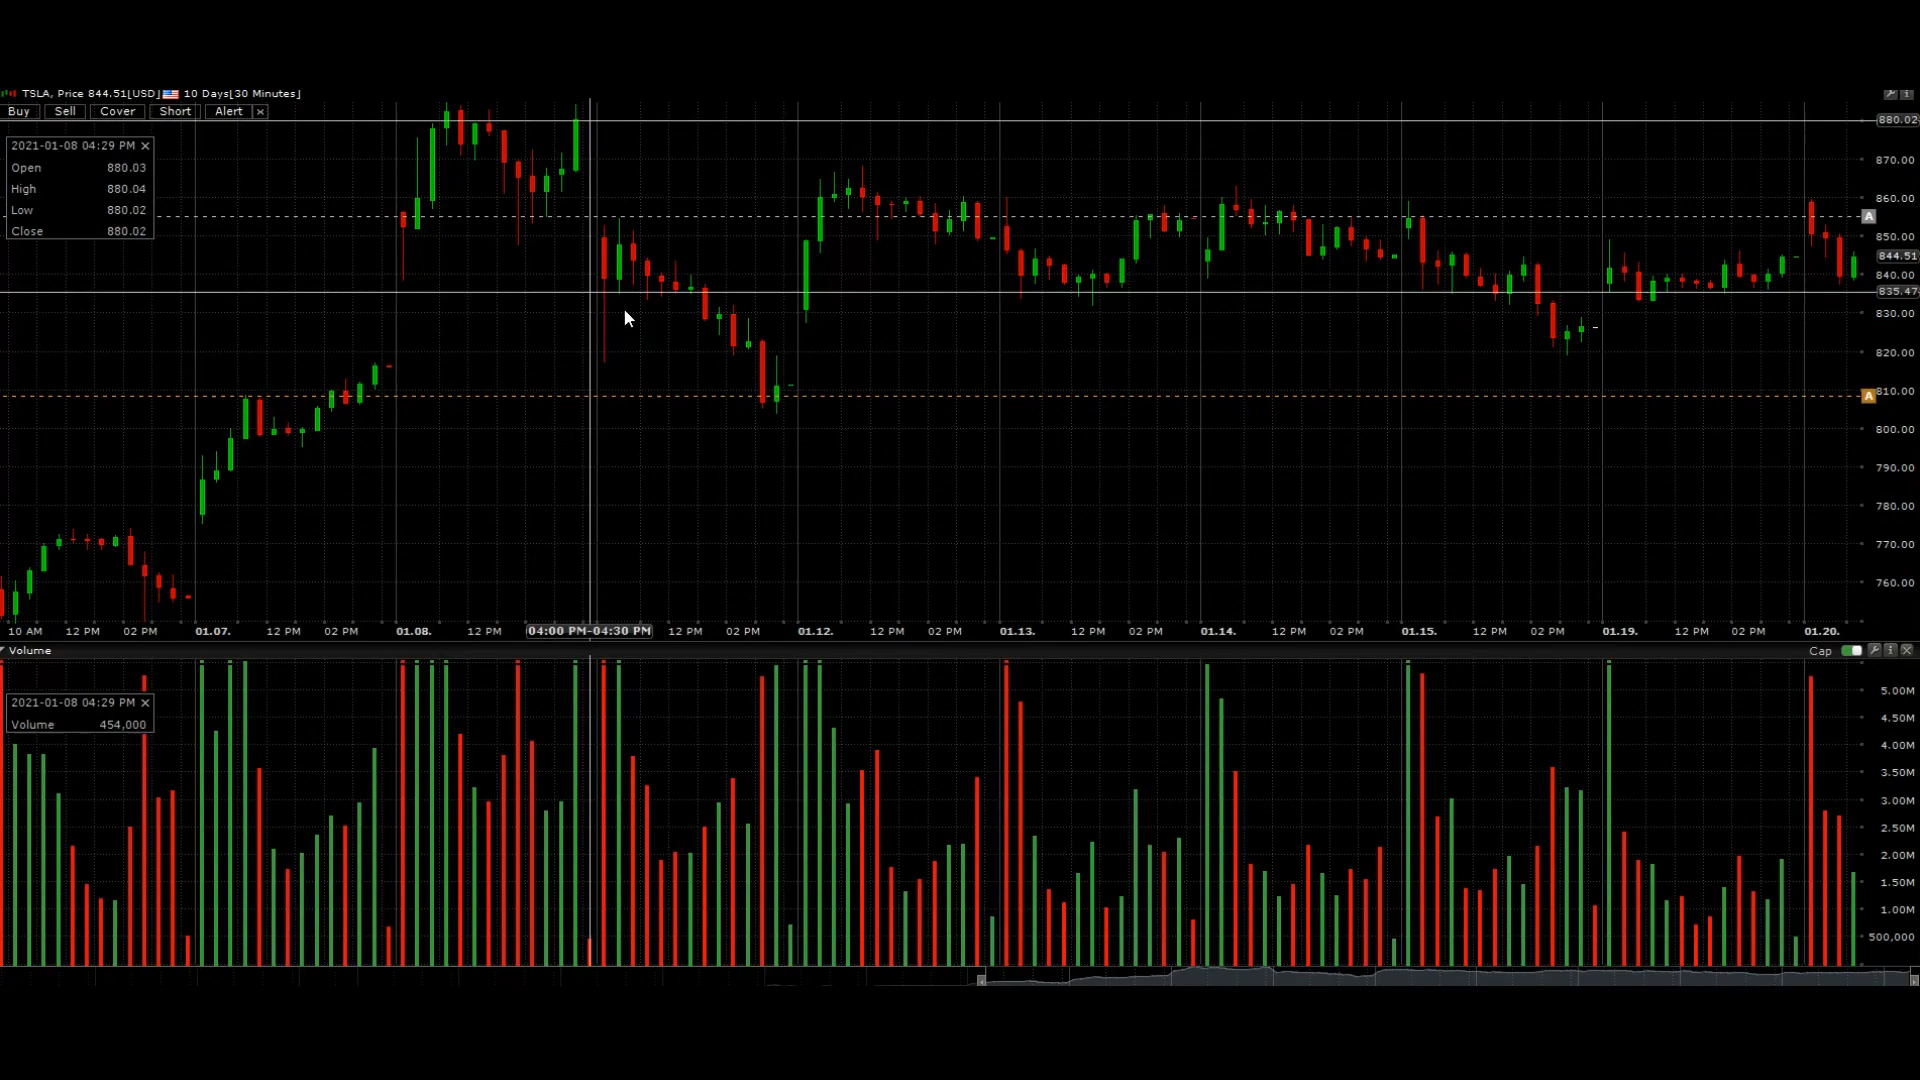 TSLA, Price 844.51[USD] 10 Days[30 Minutes]
Buy Sell Cover Short Alert
880.02
2021-01-08 04:29 PM
Open 880.03
High 880.04
Low 880.02
Close 880.02
870.00
860.00
A
850.00
844.51
840.00
835.47
830.00
820.00
810.00
A
800.00
790.00
780.00
770.00
760.00
10 AM 12 PM 02 PM 01.07. 12 PM 02 PM 01.08. 12 PM 04:00 PM-04:30 PM 12 PM 02 PM 01.12. 12 PM 02 PM 01.13. 12 PM 02 PM 01.14. 12 PM 02 PM 01.15. 12 PM 02 PM 01.19. 12 PM 02 PM 01.20.
Volume Cap
2021-01-08 04:29 PM
Volume 454,000
5.00M
4.50M
4.00M
3.50M
3.00M
2.50M
2.00M
1.50M
1.00M
500,000